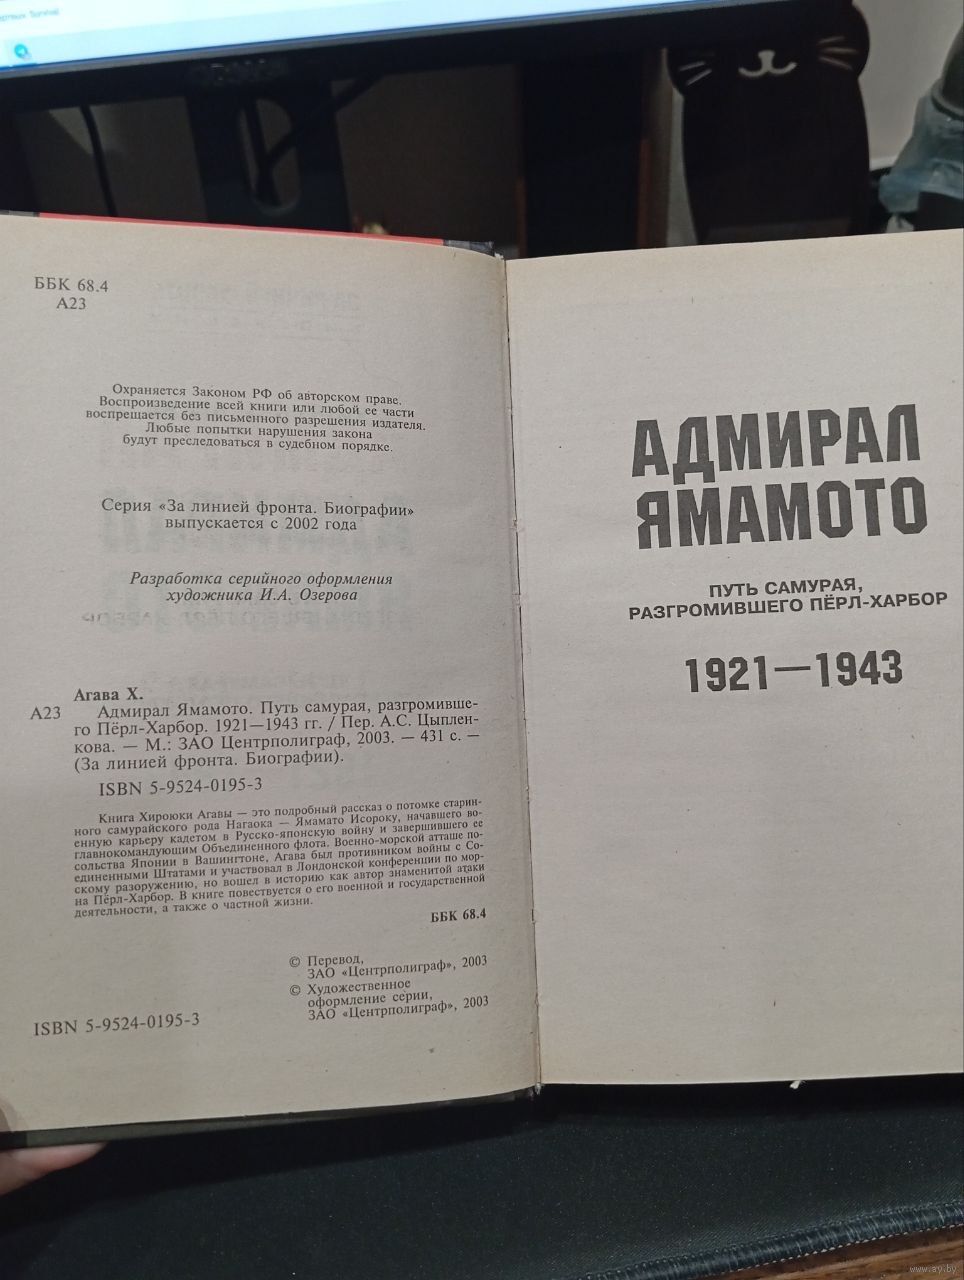 ББК 68.4
А23
Охраняется Законом РФ об авторском праве.
Воспроизведение всей книги или любой ее части
воспрещается без письменного разрешения издателя.
Любые попытки нарушения закона
будут преследоваться в судебном порядке.
Серия «За линией фронта. Биографии»
выпускается с 2002 года
Разработка серийного оформления
художника И.А. Озерова
Агава Х.
А23 Адмирал Ямамото. Путь самурая, разгромивше-
го Пёрл-Харбор. 1921—1943 гг. / Пер. А.С. Цыплен-
кова. — М.: ЗАО Центрполиграф, 2003. — 431 с. —
(За линией фронта. Биографии).
ISBN 5-9524-0195-3
Книга Хироюки Агавы — это подробный рассказ о потомке старин-
ного самурайского рода Нагаока — Ямамато Исороку, начавшего во-
енную карьеру кадетом в Русско-японскую войну и завершившего ее
главнокомандующим Объединенного флота. Военно-морской атташе по-
сольства Японии в Вашингтоне, Агава был противником войны с Со-
единенными Штатами и участвовал в Лондонской конференции по мор-
скому разоружению, но вошел в историю как автор знаменитой атаки
на Пёрл-Харбор. В книге повествуется о его военной и государственной
деятельности, а также о частной жизни.
ББК 68.4
© Перевод,
ЗАО «Центрполиграф», 2003
© Художественное
оформление серии,
ЗАО «Центрполиграф», 2003
ISBN 5-9524-0195-3
АДМИРАЛ
ЯМАМОТО
ПУТЬ САМУРАЯ,
РАЗГРОМИВШЕГО ПЁРЛ-ХАРБОР
1921—1943
www.ay.by